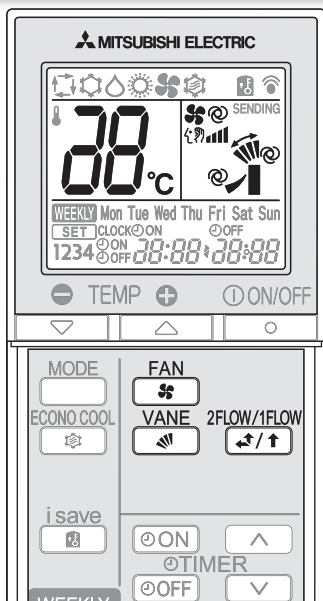 MITSUBISHI ELECTRIC
SENDING
88 °C
WEEKLY Mon Tue Wed Thu Fri Sat Sun
SET CLOCK ON OFF
1234 ON OFF 88:88 88:88
TEMP ON/OFF
MODE FAN
ECONO COOL VANE 2FLOW/1FLOW
i save
ON
TIMER
OFF
WEEKLY